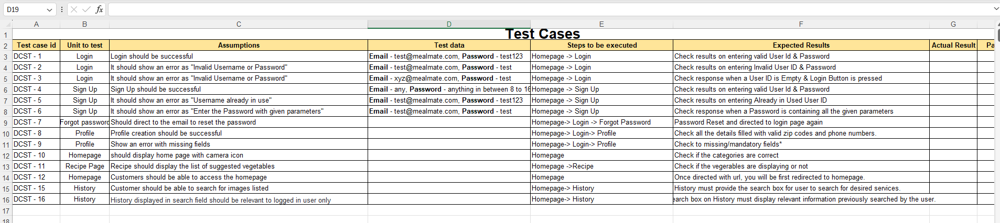 D19 fx
A B C D E F G
1 Test Cases
2 Test case id Unit to test Assumptions Test data Steps to be executed Expected Results Actual Result Pa
3 DCST - 1 Login Login should be successful Email - test@mealmate.com, Password - test123 Homepage -> Login Check results on entering valid User Id & Password
4 DCST - 2 Login It should show an error as "Invalid Username or Password" Email - test@mealmate.com, Password - test Homepage -> Login Check results on entering Invalid User ID & Password
5 DCST - 3 Login It should show an error as "Invalid Username or Password" Email - xyz@mealmate.com, Password - test Homepage -> Login Check response when a User ID is Empty & Login Button is pressed
6 DCST - 4 Sign Up Sign Up should be successful Email - any, Password - anything in between 8 to 16 Homepage -> Sign Up Check results on entering valid User Id & Password
7 DCST - 5 Sign Up It should show an error as "Username already in use" Email - test@mealmate.com, Password - test123 Homepage -> Sign Up Check results on entering Already in Used User ID
8 DCST - 6 Sign Up It should show an error as "Enter the Password with given parameters" Email - test@mealmate.com, Password - test Homepage -> Sign Up Check response when a Password is containing all the given parameters
9 DCST - 7 Forgot password Should direct to the email to reset the password Homepage-> Login -> Forgot Password Password Reset and directed to login page again
10 DCST - 8 Profile Profile creation should be successful Homepage-> Login-> Profile Check all the details filled with valid zip codes and phone numbers.
11 DCST - 9 Profile Show an error with missing fields Homepage-> Login-> Profile Check to missing/mandatory fields*
12 DCST - 10 Homepage should display home page with camera icon Homepage Check if the categories are correct
13 DCST - 11 Recipe Page Recipe should display the list of suggested vegetables Homepage ->Recipe Check if the vegerables are displaying or not
14 DCST - 12 Homepage Customers should be able to access the homepage Homepage Once directed with url, you will be first redirected to homepage.
15 DCST - 15 History Customer should be able to search for images listed Homepage-> History History must provide the search box for user to search for desired services.
16 DCST - 16 History History displayed in search field should be relevant to logged in user only Homepage-> History earch box on History must display relevant information previously searched by the user.
17
18